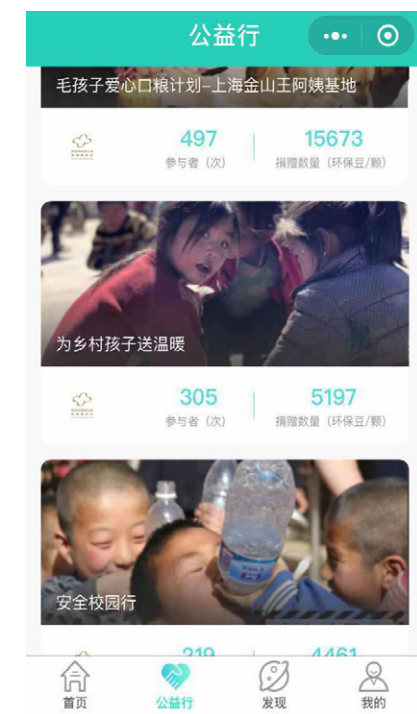 公益行
毛孩子爱心口粮计划-上海金山王阿姨基地
497
15673
参与者（次）
捐赠数量（环保豆/颗）
为乡村孩子送温暖
305
5197
参与者（次）
捐赠数量（环保豆/颗）
安全校园行
219
4461
首页
公益行
发现
我的